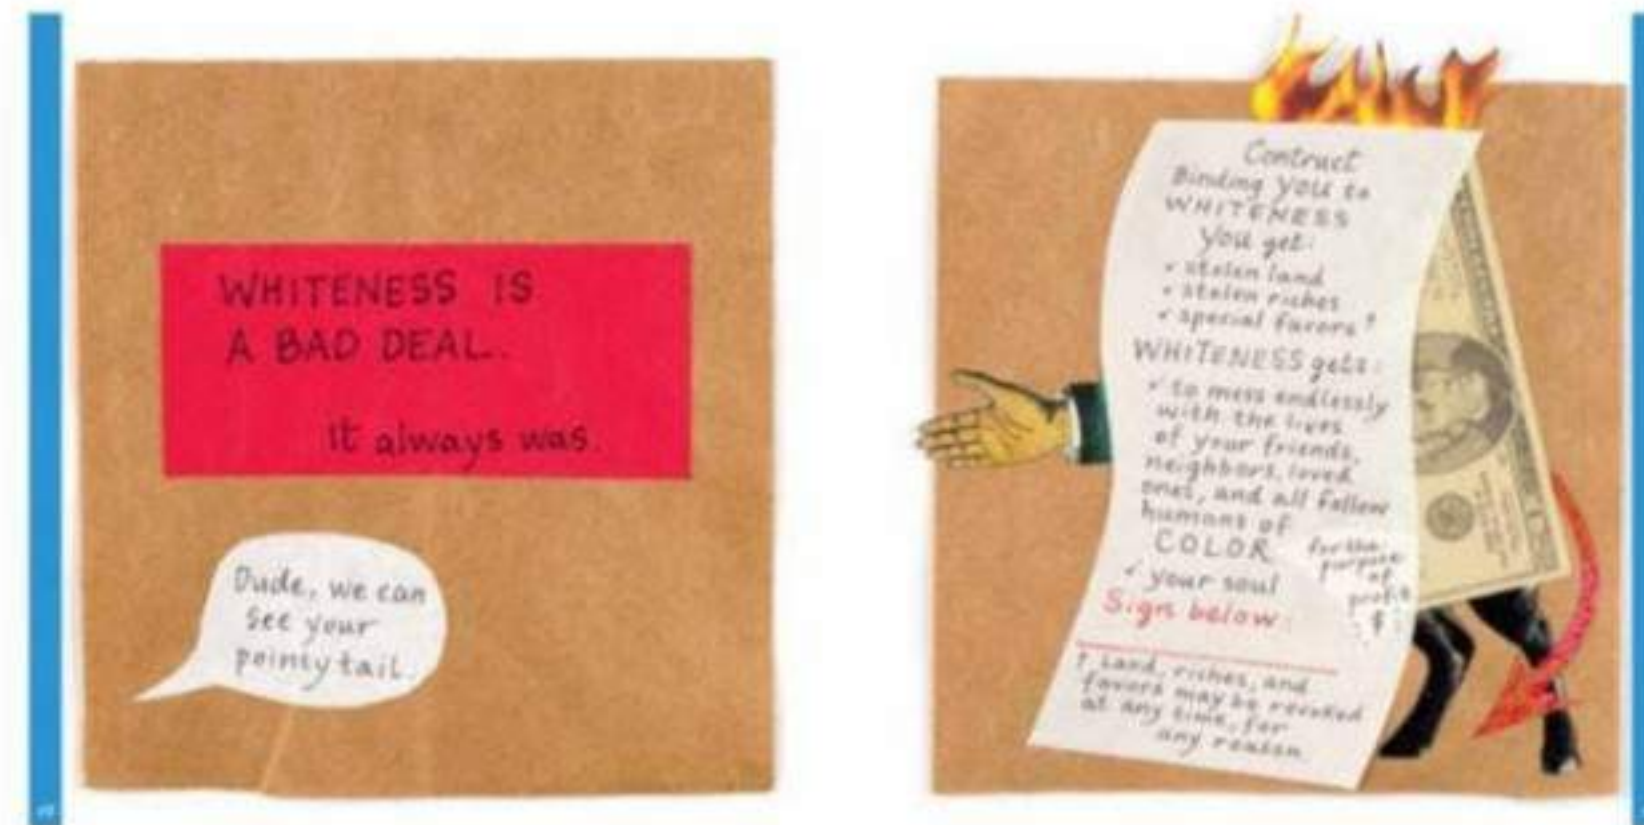 WHITENESS IS
A BAD DEAL.
it always was.
Dude, we can
see your
pointy tail.
Contract
Binding you to
WHITENESS
you get:
✓ stolen land
✓ stolen riches
✓ special favors†
WHITENESS gets:
✓ to mess endlessly
with the lives
of your friends,
neighbors, loved
ones, and all fellow
humans of
COLOR
for the
purpose
of
profit
$
✓ your soul
Sign below:
† Land, riches, and
favors may be revoked
at any time, for
any reason.